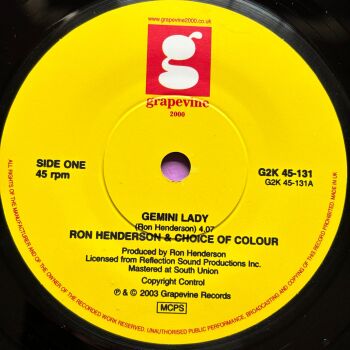 www.grapevine2000.co.uk
g
grapevine
2000
SIDE ONE
45 rpm
G2K 45-131
G2K 45-131A
GEMINI LADY
(Ron Henderson) 4.07
RON HENDERSON & CHOICE OF COLOUR
Produced by Ron Henderson
Licensed from Reflection Sound Productions Inc.
Mastered at South Union
Copyright Control
℗ & © 2003 Grapevine Records
MCPS
ALL RIGHTS OF THE MANUFACTURER AND OF THE OWNER OF THE RECORDED WORK RESERVED. UNAUTHORISED PUBLIC PERFORMANCE, BROADCASTING AND COPYING OF THIS RECORD PROHIBITED. MADE IN UK